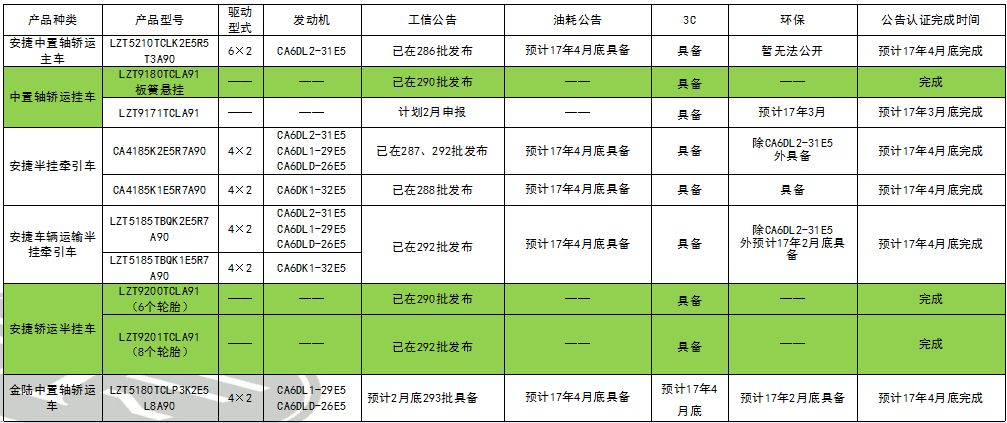 产品种类 产品型号 驱动型式 发动机 工信公告 油耗公告 3C 环保 公告认证完成时间
安捷中置轴轿运主车 LZT5210TCLK2E5R5T3A90 6×2 CA6DL2-31E5 已在286批发布 预计17年4月底具备 具备 暂无法公开 预计17年4月底完成
中置轴轿运挂车 LZT9180TCLA91 板簧悬挂 —— —— 已在290批发布 —— 具备 —— 完成
LZT9171TCLA91 —— —— 计划2月申报 —— 具备 预计17年3月 预计17年3月底完成
安捷半挂牵引车 CA4185K2E5R7A90 4×2 CA6DL2-31E5 CA6DL1-29E5 CA6DLD-26E5 已在287、292批发布 预计17年4月底具备 具备 除CA6DL2-31E5外具备 预计17年4月底完成
CA4185K1E5R7A90 4×2 CA6DK1-32E5 已在288批发布 预计17年4月底具备 具备 具备 预计17年4月底完成
安捷车辆运输半挂牵引车 LZT5185TBQK2E5R7A90 4×2 CA6DL2-31E5 CA6DL1-29E5 CA6DLD-26E5 已在292批发布 预计17年4月底具备 具备 除CA6DL2-31E5外预计17年2月底具备 预计17年4月底完成
LZT5185TBQK1E5R7A90 4×2 CA6DK1-32E5
安捷轿运半挂车 LZT9200TCLA91（6个轮胎） —— —— 已在290批发布 —— 具备 —— 完成
LZT9201TCLA91（8个轮胎） —— —— 已在292批发布 —— 具备 —— 完成
金陆中置轴轿运车 LZT5180TCLP3K2E5L8A90 4×2 CA6DL1-29E5 CA6DLD-26E5 预计2月底293批具备 预计17年4月底具备 预计17年4月底 预计17年2月底具备 预计17年4月底完成